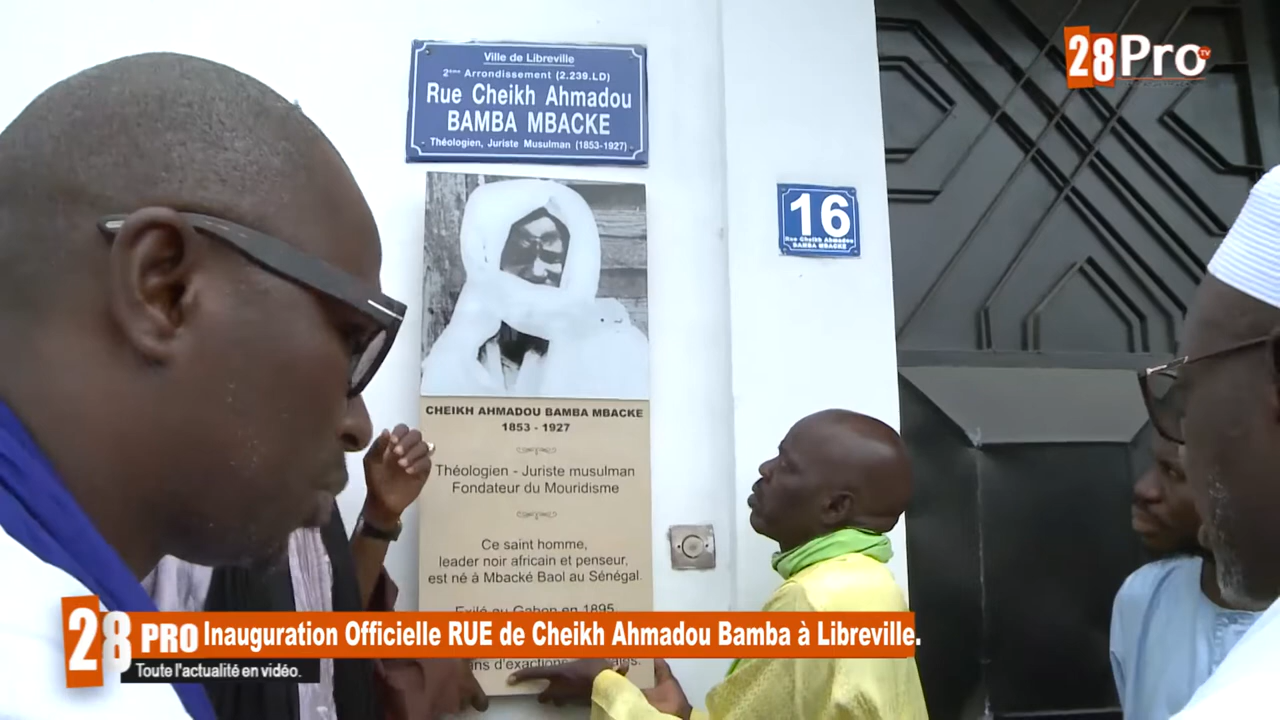 28Pro TV
Ville de Libreville
2ème Arrondissement (2.239.LD)
Rue Cheikh Ahmadou
BAMBA MBACKE
- Théologien, Juriste Musulman (1853-1927) -
16
Rue Cheikh Ahmadou
BAMBA MBACKE
CHEIKH AHMADOU BAMBA MBACKE
1853 - 1927
Théologien - Juriste musulman
Fondateur du Mouridisme
Ce saint homme,
leader noir africain et penseur,
est né à Mbacké Baol au Sénégal.
Exilé au Gabon en 1895
d'exactions
28 PRO Inauguration Officielle RUE de Cheikh Ahmadou Bamba à Libreville.
Toute l'actualité en vidéo.